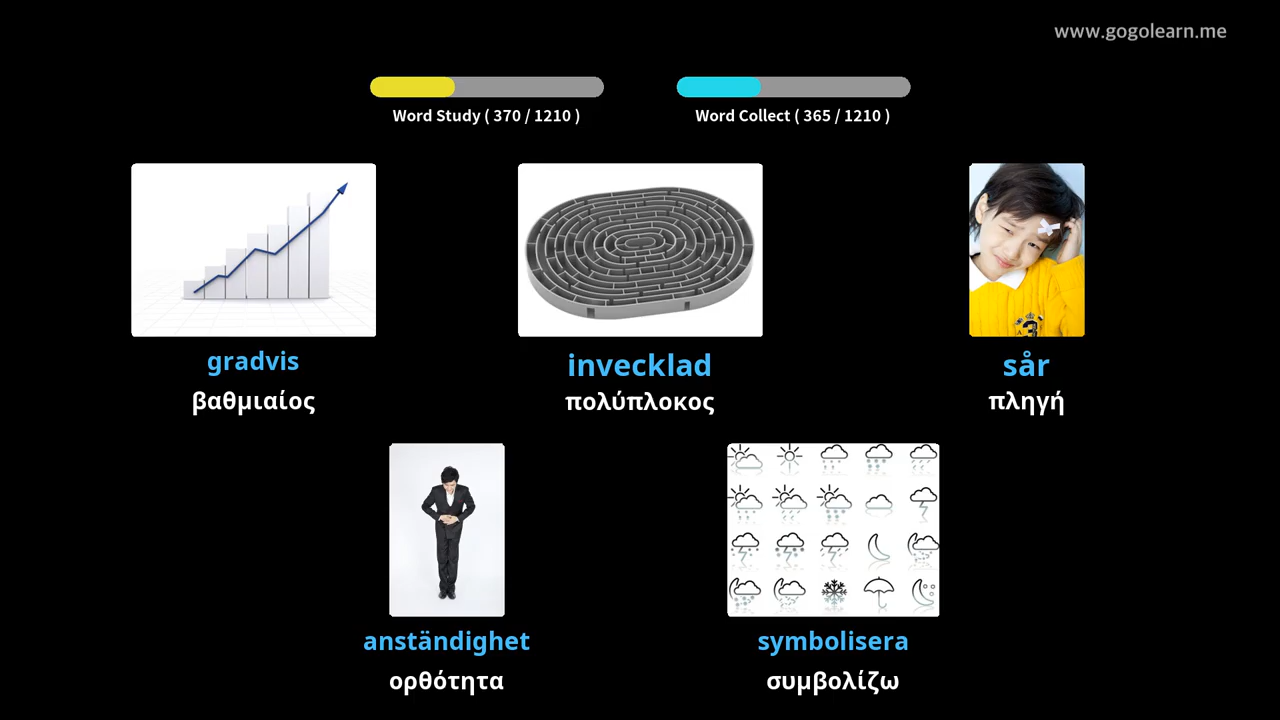 www.gogolearn.me
Word Study ( 370 / 1210 )
Word Collect ( 365 / 1210 )
gradvis
βαθμιαίος
invecklad
πολύπλοκος
sår
πληγή
anständighet
ορθότητα
symbolisera
συμβολίζω